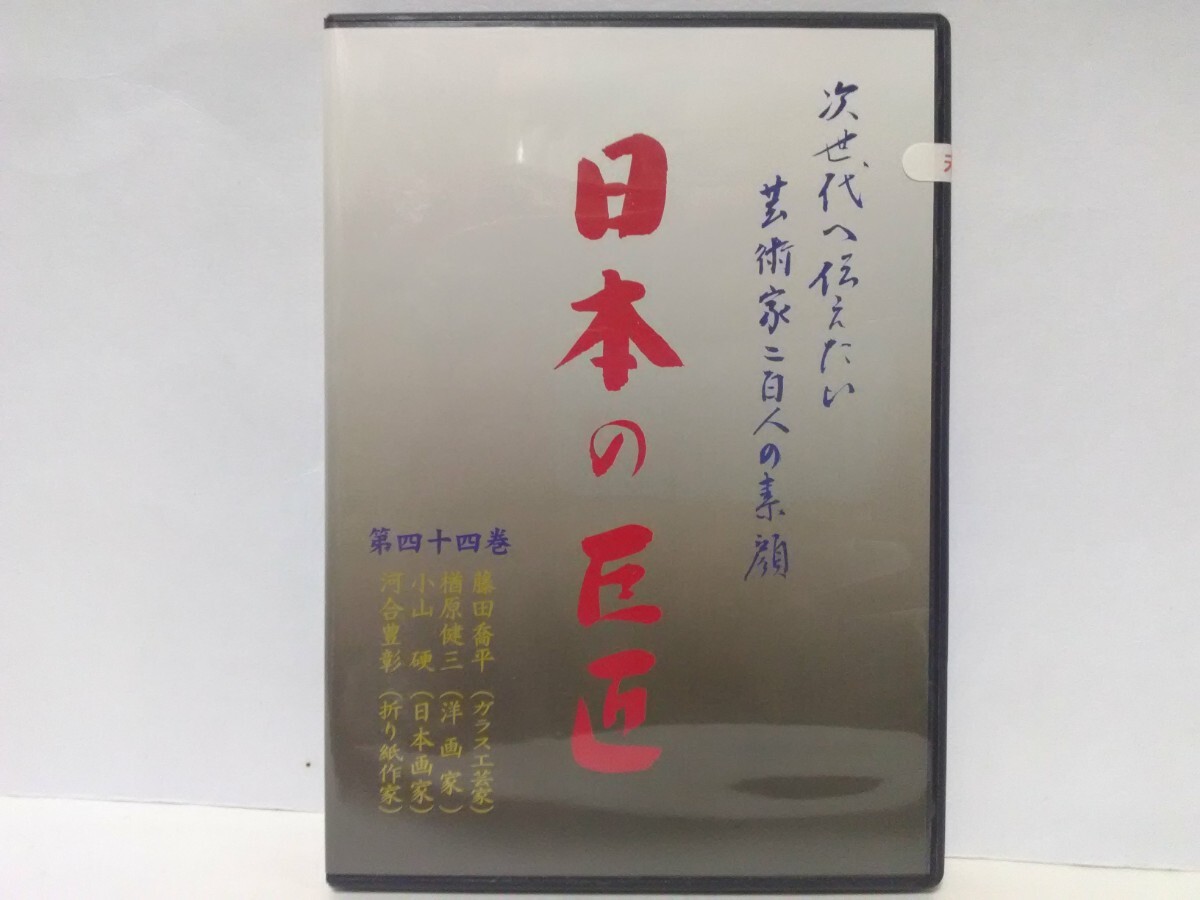 次世代へ伝えたい
芸術家二百人の素顔
日本の巨匠
第四十四巻
藤田喬平(ガラス工芸家)
楢原健三(洋画家)
小山硬(日本画家)
河合豊彰(折り紙作家)